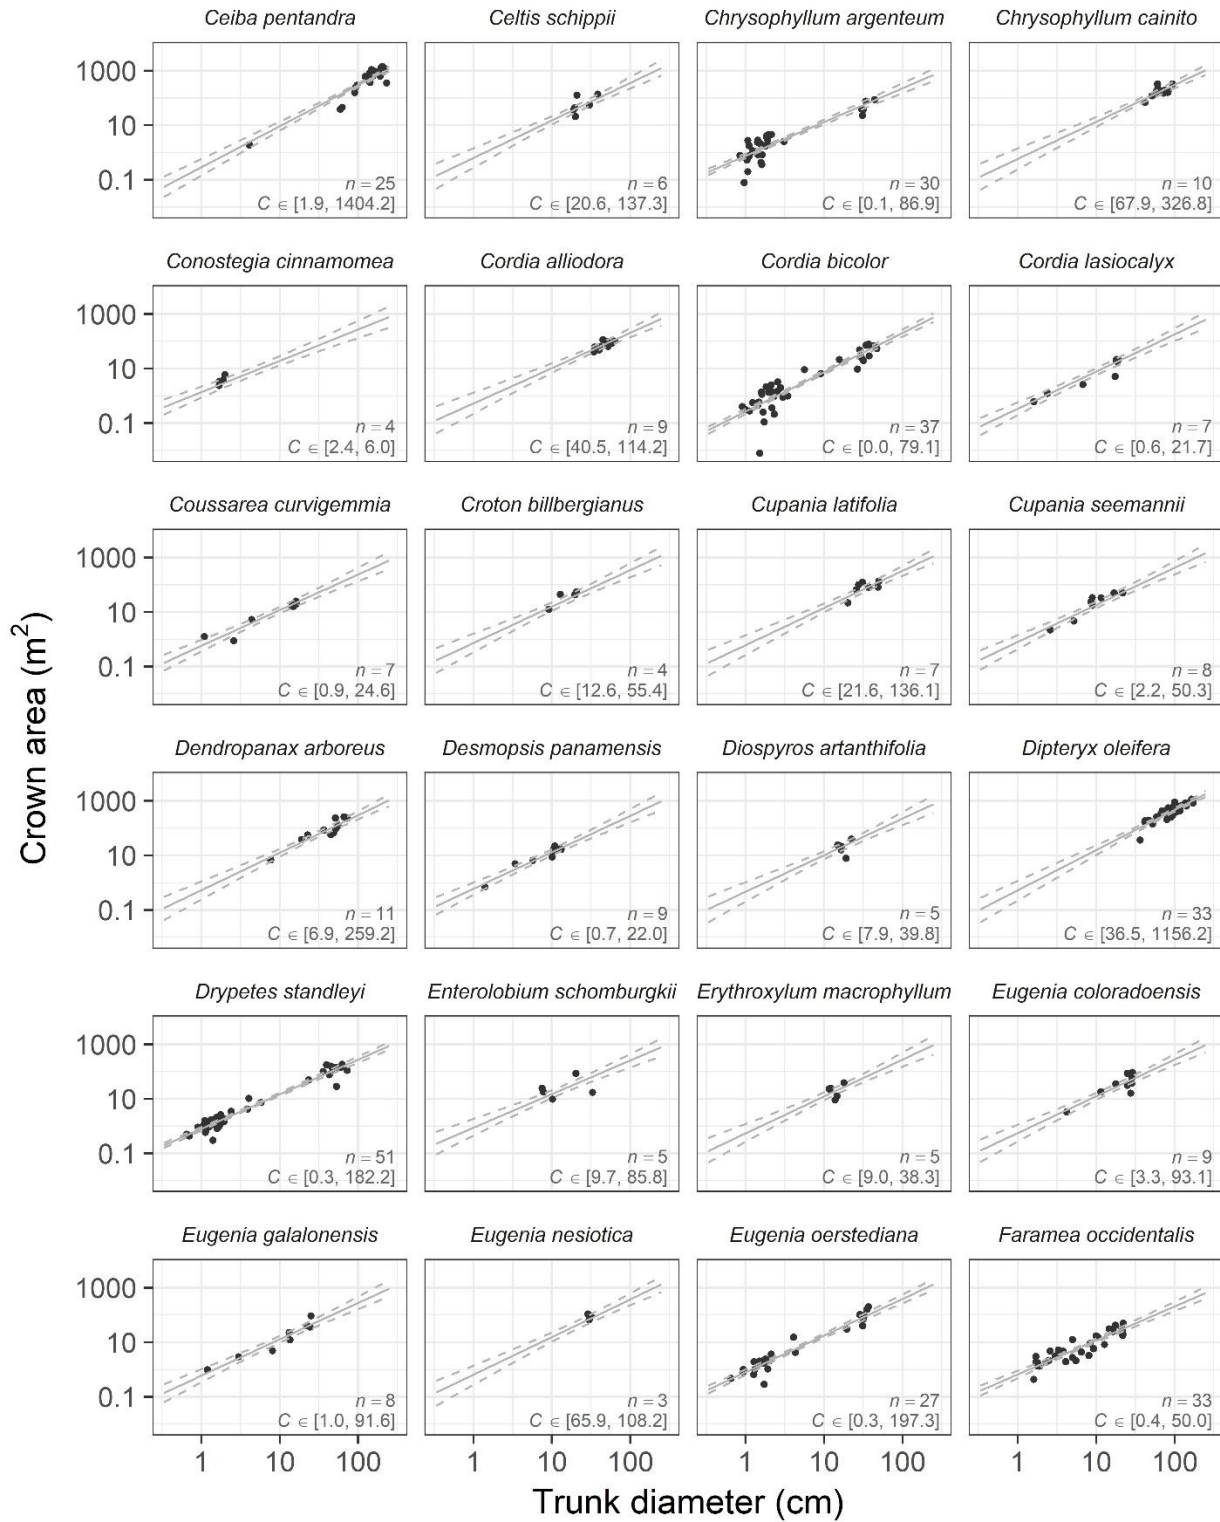 Ceiba pentandra
Celtis schippii
Chrysophyllum argenteum
Chrysophyllum cainito
1000
10
0.1
n = 25
C ∈ [1.9, 1404.2]
n = 6
C ∈ [20.6, 137.3]
n = 30
C ∈ [0.1, 86.9]
n = 10
C ∈ [67.9, 326.8]
Conostegia cinnamomea
Cordia alliodora
Cordia bicolor
Cordia lasiocalyx
1000
10
0.1
n = 4
C ∈ [2.4, 6.0]
n = 9
C ∈ [40.5, 114.2]
n = 37
C ∈ [0.0, 79.1]
n = 7
C ∈ [0.6, 21.7]
Coussarea curvigemmia
Croton billbergianus
Cupania latifolia
Cupania seemannii
1000
10
0.1
n = 7
C ∈ [0.9, 24.6]
n = 4
C ∈ [12.6, 55.4]
n = 7
C ∈ [21.6, 136.1]
n = 8
C ∈ [2.2, 50.3]
Crown area (m²)
Dendropanax arboreus
Desmopsis panamensis
Diospyros artanthifolia
Dipteryx oleifera
1000
10
0.1
n = 11
C ∈ [6.9, 259.2]
n = 9
C ∈ [0.7, 22.0]
n = 5
C ∈ [7.9, 39.8]
n = 33
C ∈ [36.5, 1156.2]
Drypetes standleyi
Enterolobium schomburgkii
Erythroxylum macrophyllum
Eugenia coloradoensis
1000
10
0.1
n = 51
C ∈ [0.3, 182.2]
n = 5
C ∈ [9.7, 85.8]
n = 5
C ∈ [9.0, 38.3]
n = 9
C ∈ [3.3, 93.1]
Eugenia galalonensis
Eugenia nesiotica
Eugenia oerstediana
Faramea occidentalis
1000
10
0.1
n = 8
C ∈ [1.0, 91.6]
n = 3
C ∈ [65.9, 108.2]
n = 27
C ∈ [0.3, 197.3]
n = 33
C ∈ [0.4, 50.0]
1 10 100
1 10 100
1 10 100
1 10 100
Trunk diameter (cm)